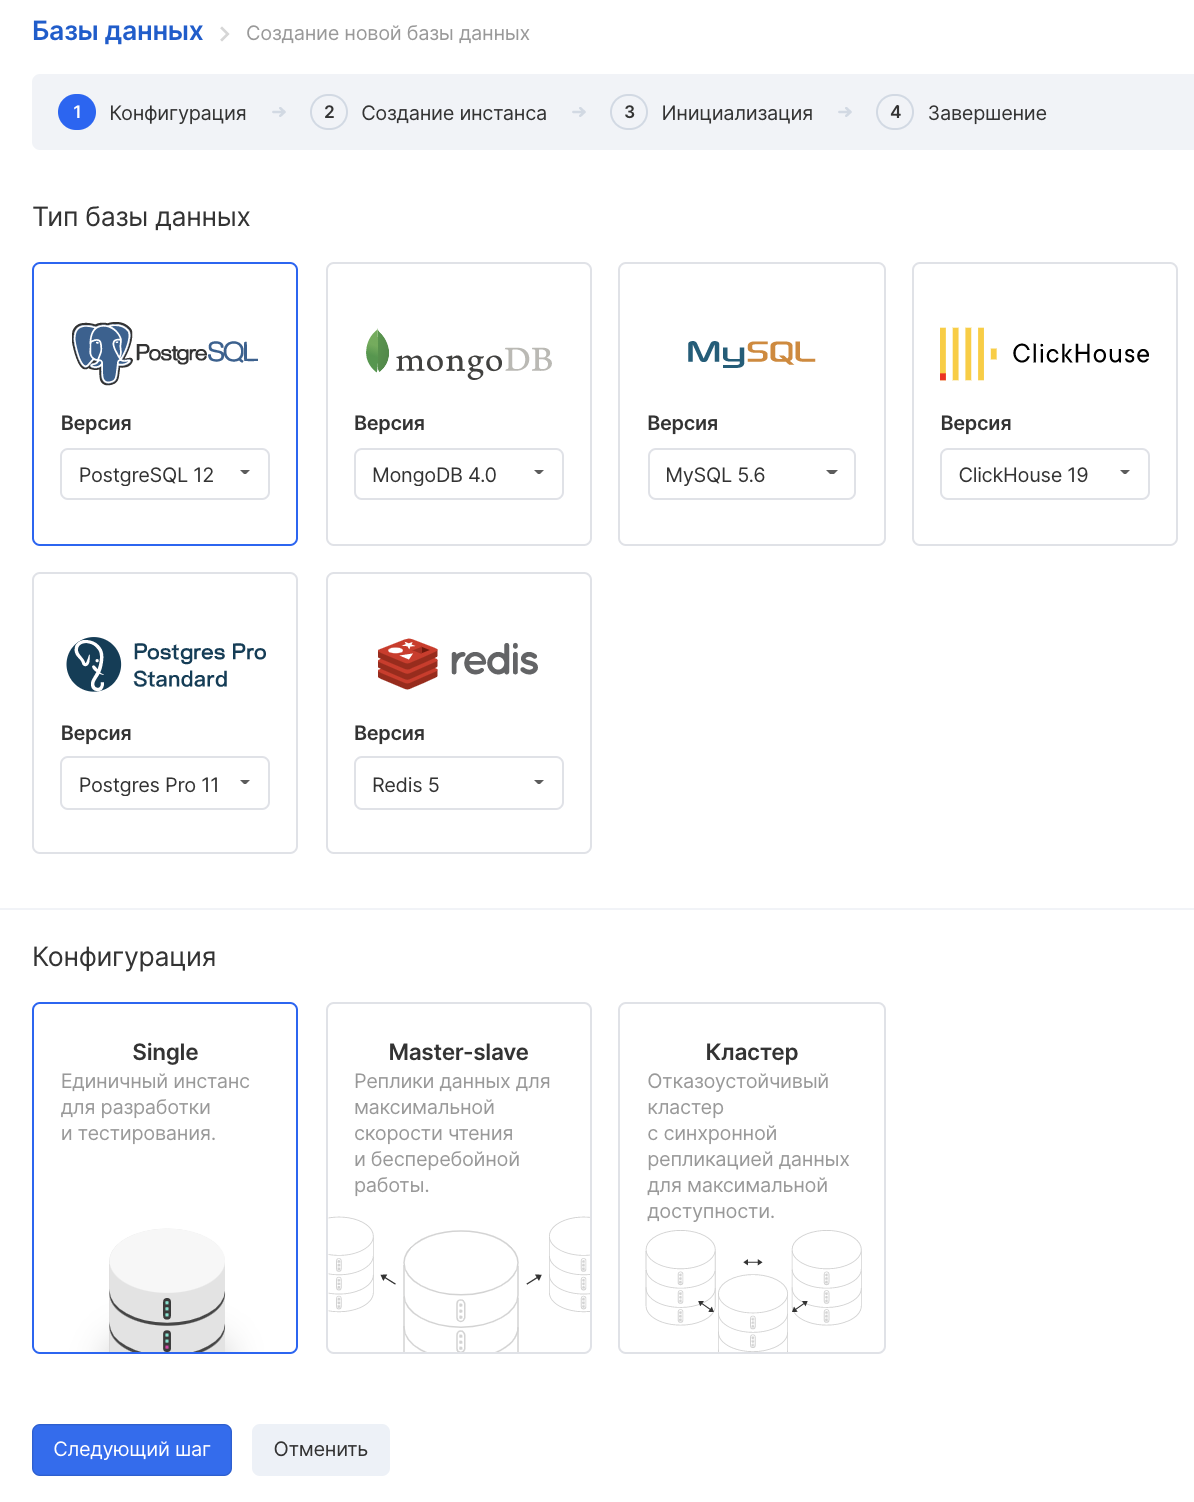 Базы данных Создание новой базы данных
1 Конфигурация 2 Создание инстанса 3 Инициализация 4 Завершение
Тип базы данных
PostgreSQL
Версия
PostgreSQL 12
mongoDB
Версия
MongoDB 4.0
MySQL
Версия
MySQL 5.6
ClickHouse
Версия
ClickHouse 19
Postgres Pro
Standard
Версия
Postgres Pro 11
redis
Версия
Redis 5
Конфигурация
Single
Единичный инстанс
для разработки
и тестирования.
Master-slave
Реплики данных для
максимальной
скорости чтения
и бесперебойной
работы.
Кластер
Отказоустойчивый
кластер
с синхронной
репликацией данных
для максимальной
доступности.
Следующий шаг Отменить